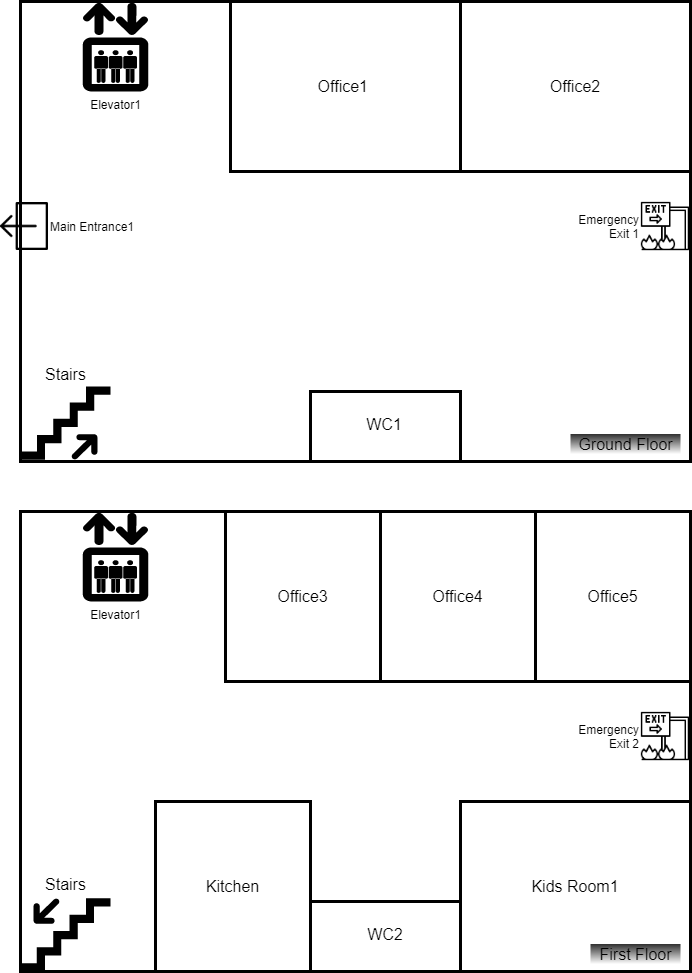 Office1
Office2
Elevator1
Main Entrance1
EXIT
Emergency
Exit 1
Stairs
WC1
Ground Floor
Office3
Office4
Office5
Elevator1
EXIT
Emergency
Exit 2
Stairs
Kitchen
Kids Room1
WC2
First Floor